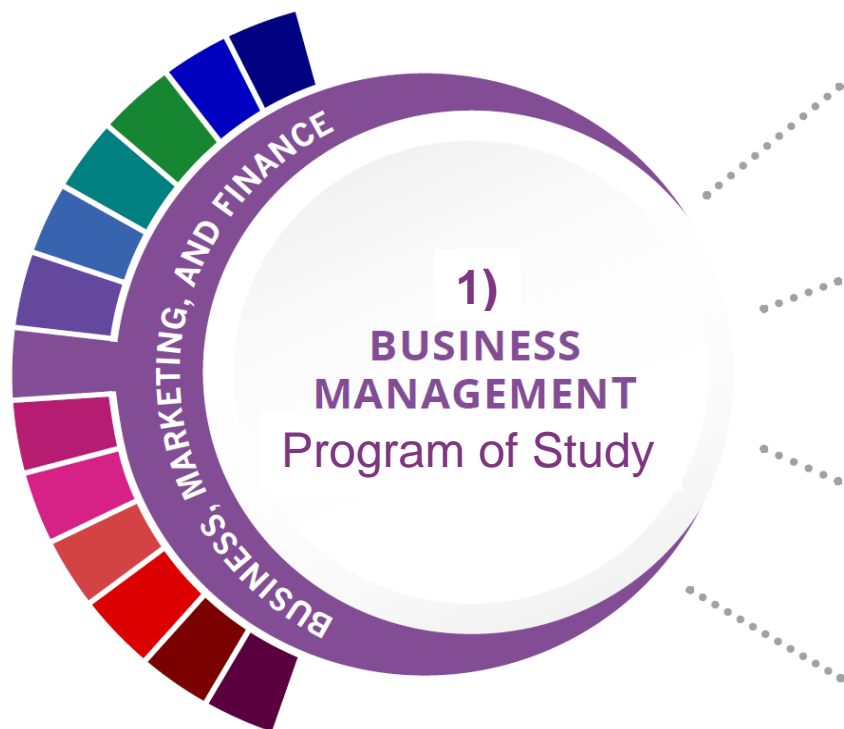 BUSINESS, MARKETING, AND FINANCE
1)
BUSINESS
MANAGEMENT
Program of Study